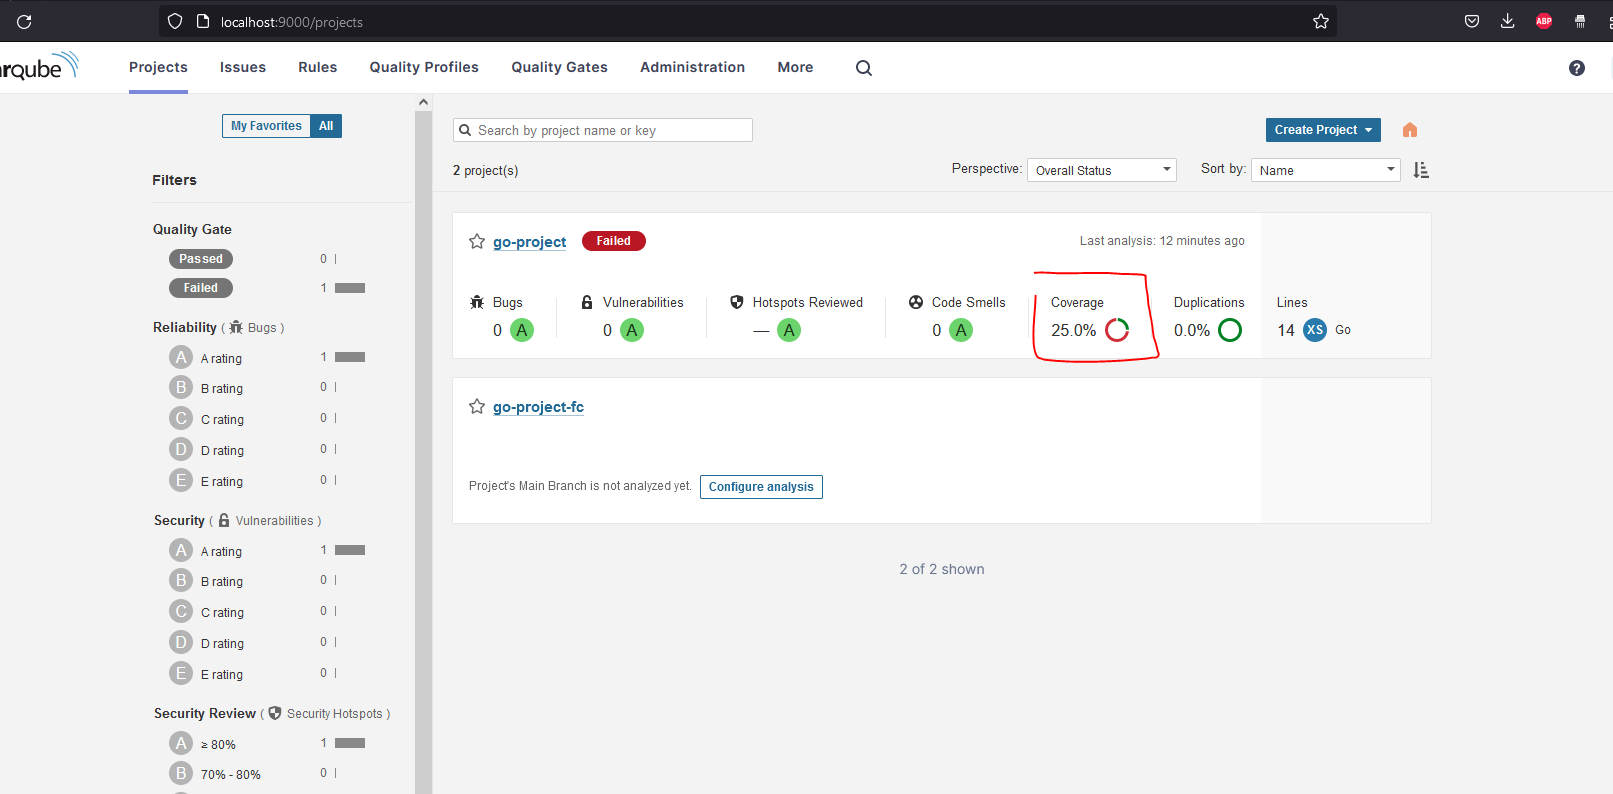 localhost:9000/projects
ABP
rqube
Projects Issues Rules Quality Profiles Quality Gates Administration More
?
My Favorites All
Filters
Quality Gate
Passed 0
Failed 1
Reliability ( Bugs )
A A rating 1
B B rating 0
C C rating 0
D D rating 0
E E rating 0
Security ( Vulnerabilities )
A A rating 1
B B rating 0
C C rating 0
D D rating 0
E E rating 0
Security Review ( Security Hotspots )
A ≥ 80% 1
B 70% - 80% 0
Search by project name or key
Create Project
2 project(s)
Perspective: Overall Status Sort by: Name
go-project Failed Last analysis: 12 minutes ago
Bugs Vulnerabilities Hotspots Reviewed Code Smells Coverage Duplications Lines
0 A 0 A — A 0 A 25.0% 0.0% 14 XS Go
go-project-fc
Project's Main Branch is not analyzed yet. Configure analysis
2 of 2 shown